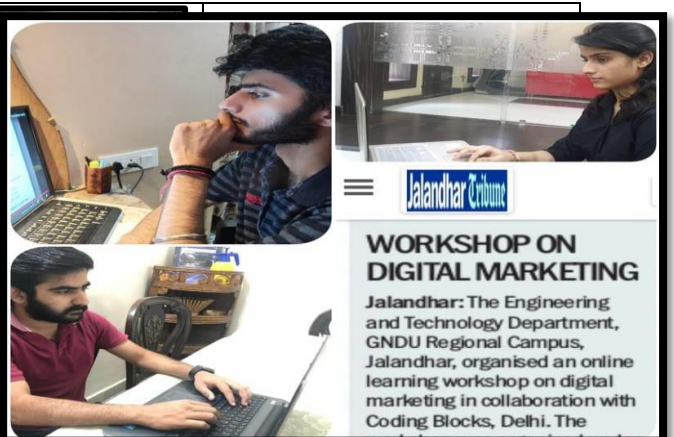 Jalandhar Tribune
WORKSHOP ON
DIGITAL MARKETING
Jalandhar: The Engineering
and Technology Department,
GNDU Regional Campus,
Jalandhar, organised an online
learning workshop on digital
marketing in collaboration with
Coding Blocks, Delhi. The